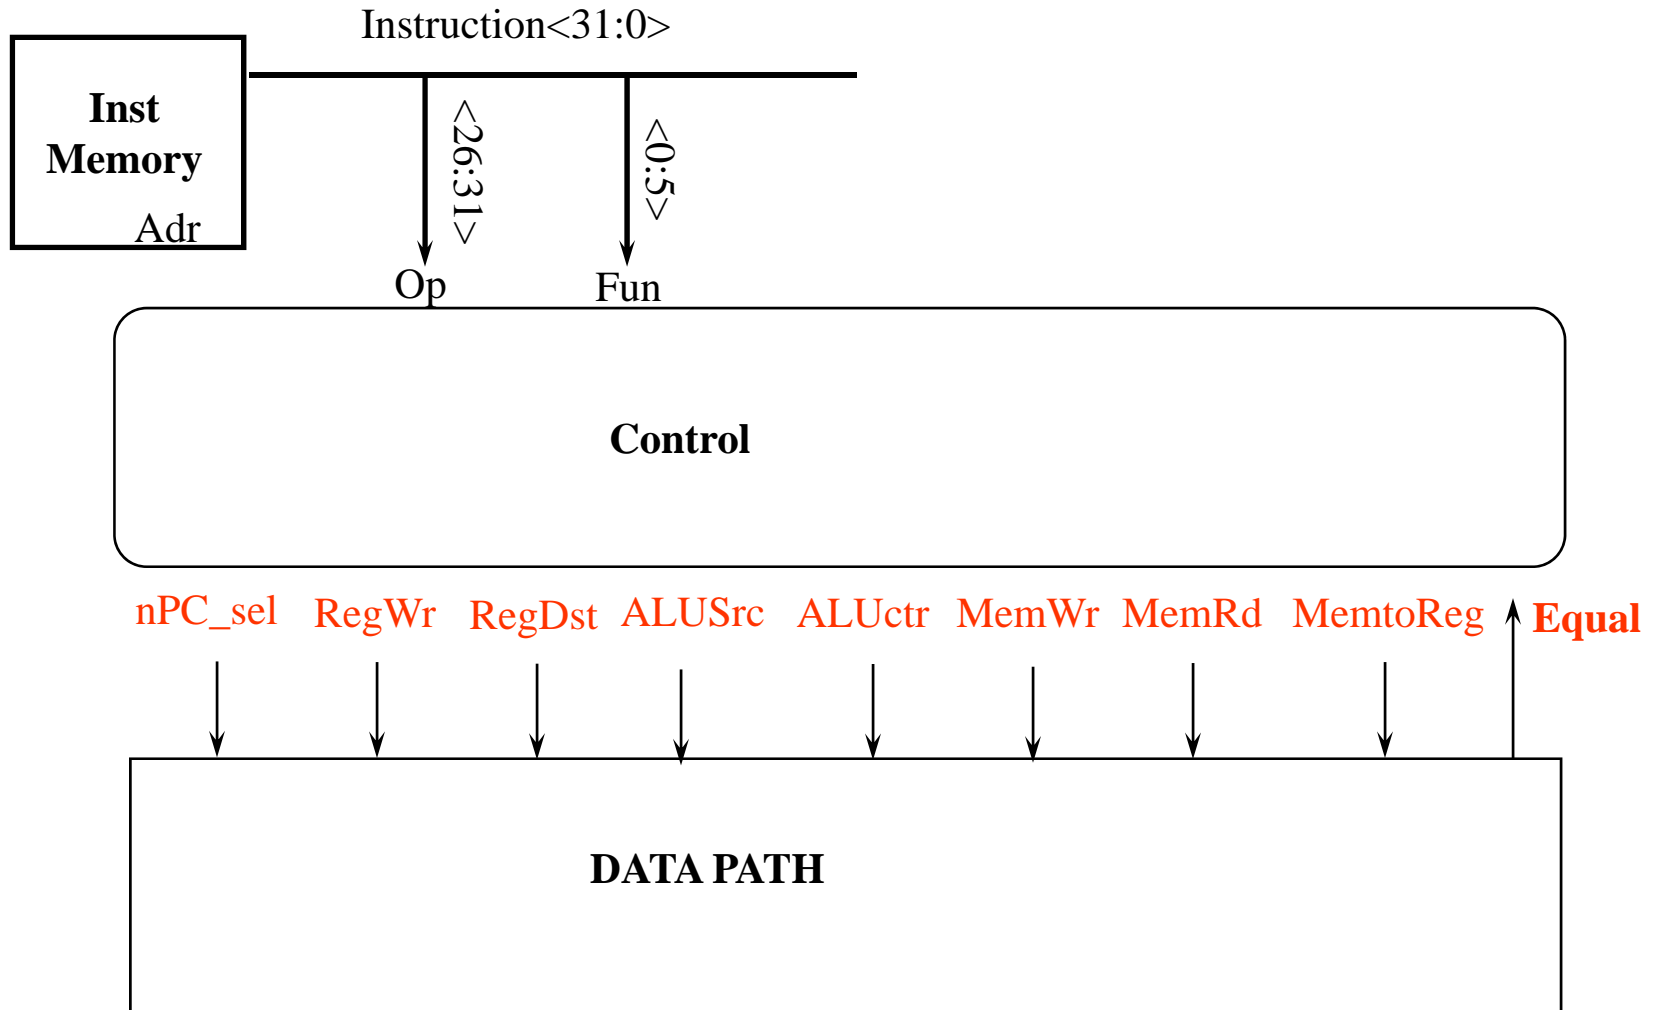 Instruction<31:0>
Inst
Memory
Adr
<26:31>
<0:5>
Op
Fun
Control
nPC_sel
RegWr
RegDst
ALUSrc
ALUctr
MemWr
MemRd
MemtoReg
Equal
DATA PATH